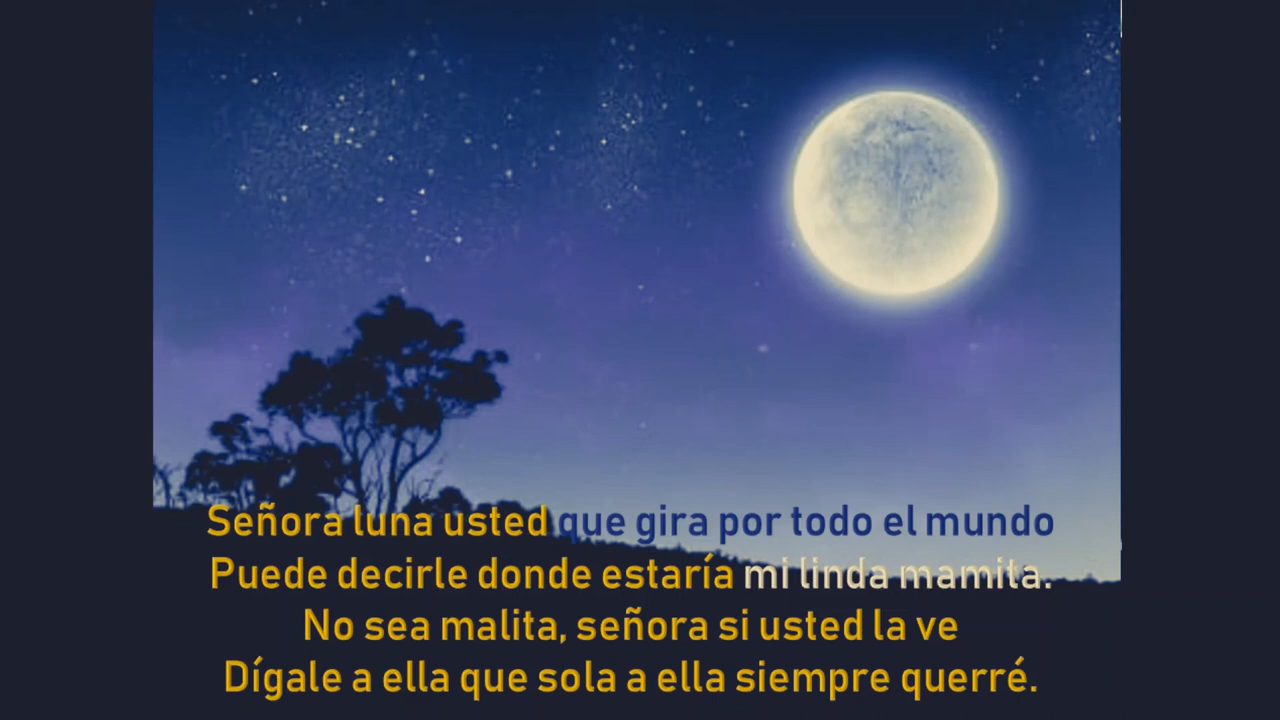 Señora luna usted que gira por todo el mundo
Puede decirle donde estaría mi linda mamita.
No sea malita, señora si usted la ve
Dígale a ella que sola a ella siempre querré.